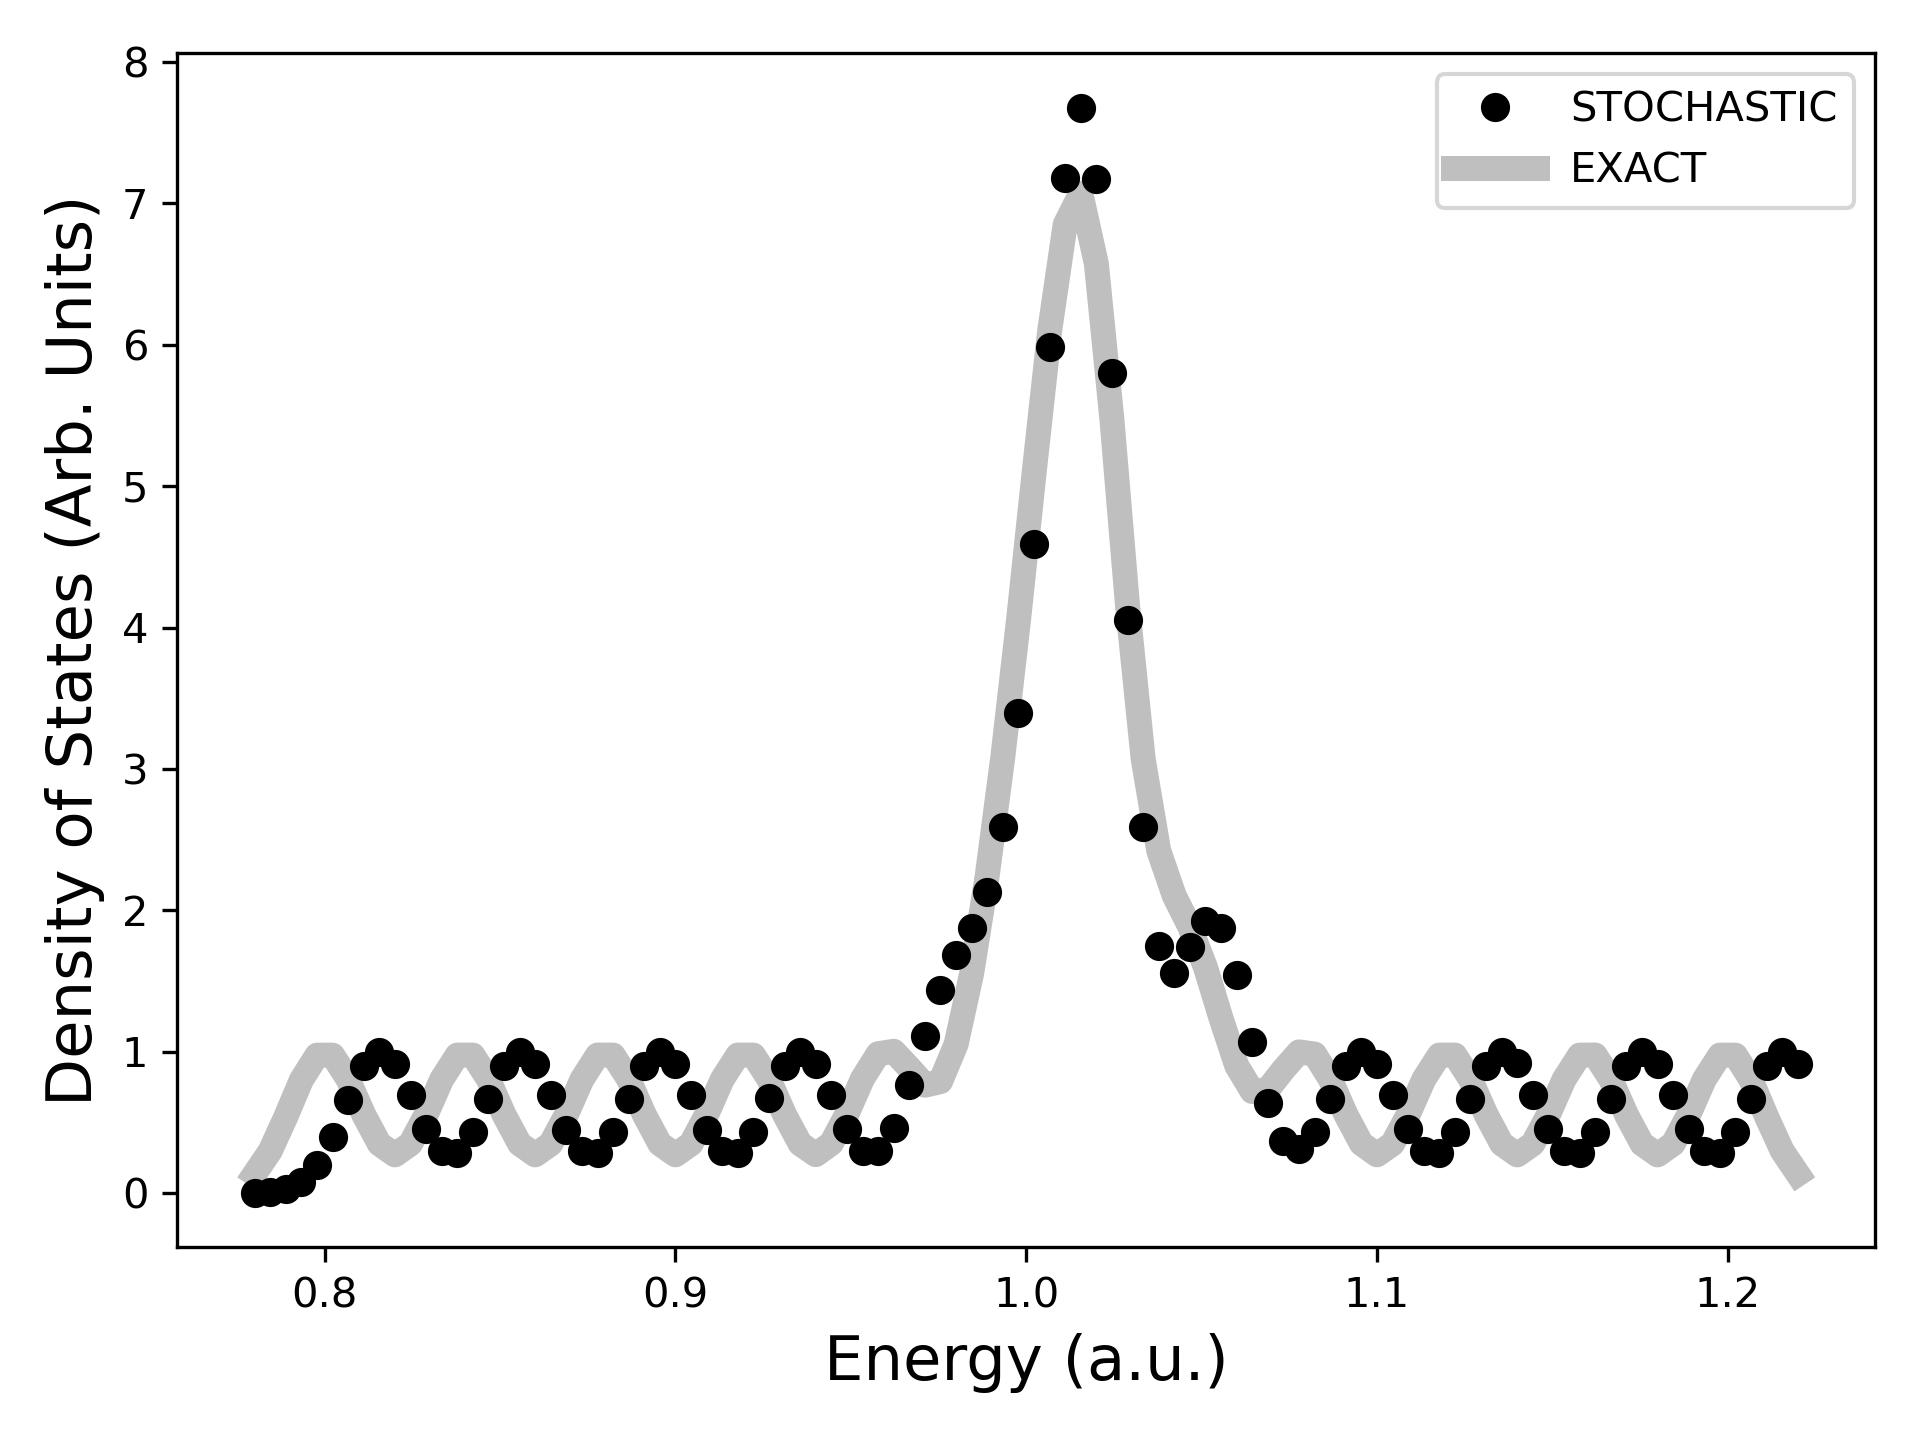 Density of States (Arb. Units)
8
7
6
5
4
3
2
1
0
STOCHASTIC
EXACT
0.8 0.9 1.0 1.1 1.2
Energy (a.u.)